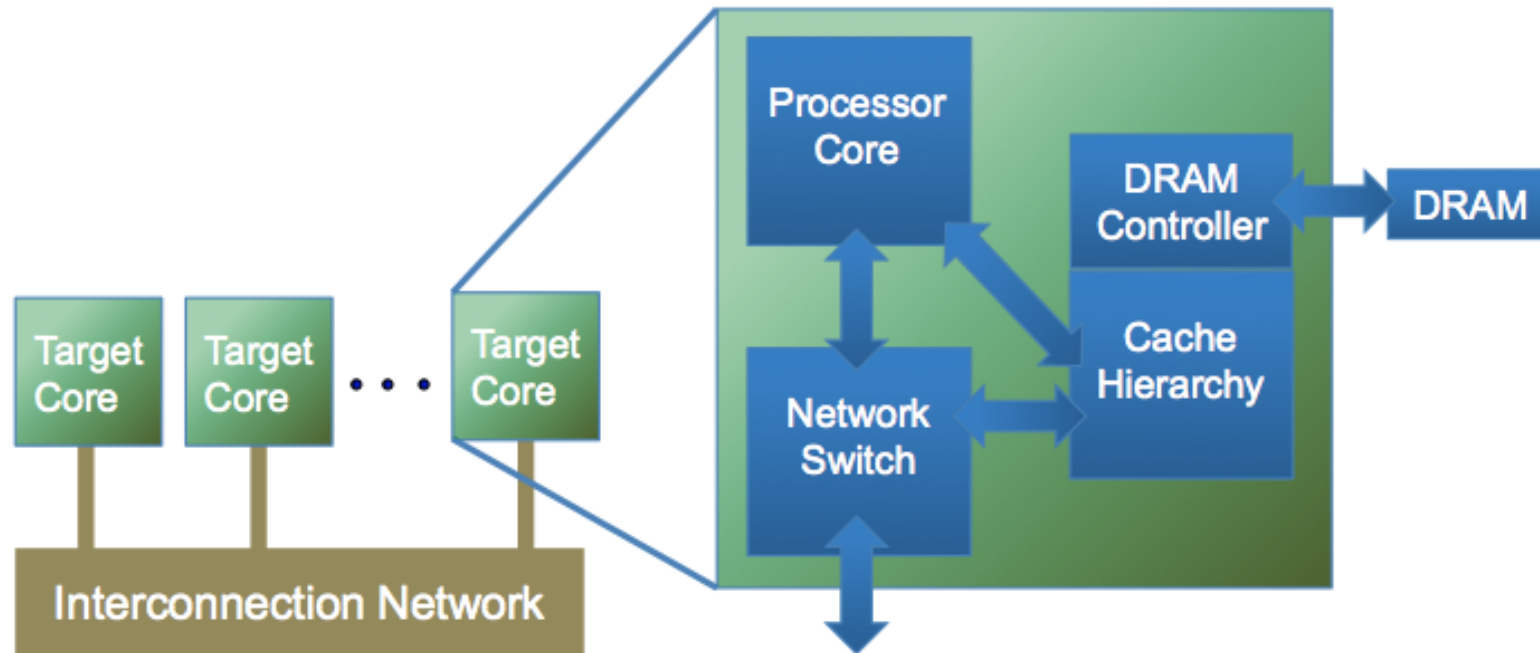 Target
Core
Target
Core
Target
Core
Interconnection Network
Processor
Core
DRAM
Controller
DRAM
Cache
Hierarchy
Network
Switch